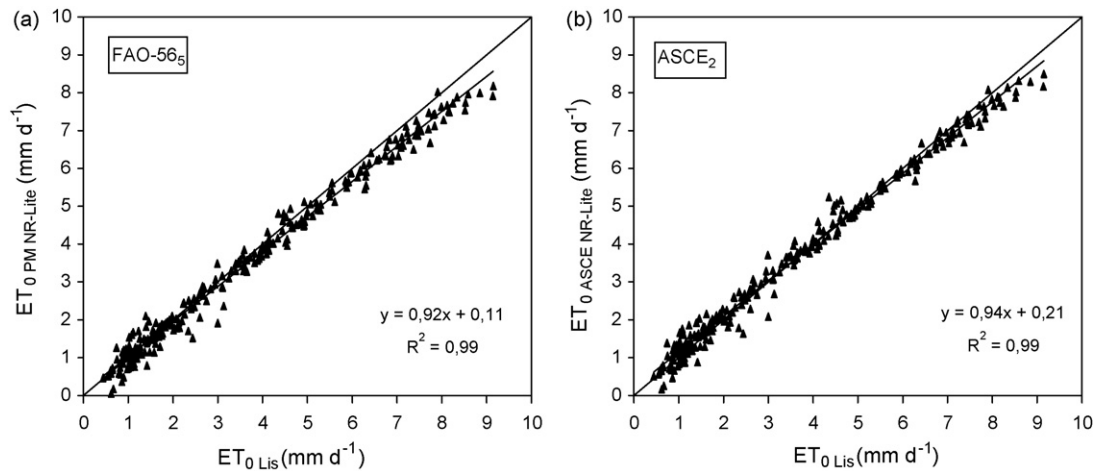 (a)
FAO-56₅
ET₀ PM NR-Lite (mm d⁻¹)
10
9
8
7
6
5
4
3
2
1
0
y = 0,92x + 0,11
R² = 0,99
0 1 2 3 4 5 6 7 8 9 10
ET₀ Lis (mm d⁻¹)
(b)
ASCE₂
ET₀ ASCE NR-Lite (mm d⁻¹)
10
9
8
7
6
5
4
3
2
1
0
y = 0,94x + 0,21
R² = 0,99
0 1 2 3 4 5 6 7 8 9 10
ET₀ Lis (mm d⁻¹)